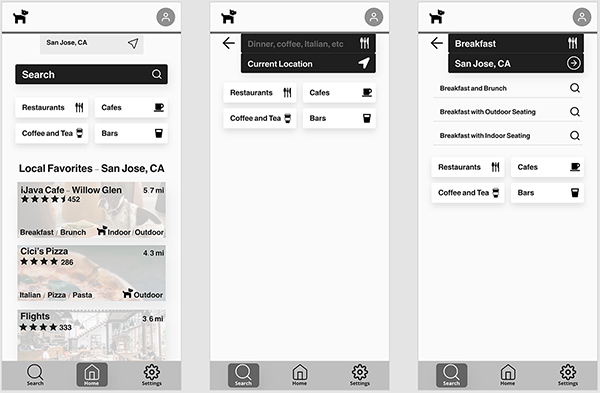 San Jose, CA
Search
Restaurants
Cafes
Coffee and Tea
Bars
Local Favorites - San Jose, CA
iJava Cafe - Willow Glen
5.7 mi
452
Breakfast / Brunch
Indoor / Outdoor
Cici's Pizza
4.3 mi
286
Italian / Pizza / Pasta
Outdoor
Flights
3.6 mi
333
Search
Home
Settings
Dinner, coffee, Italian, etc
Current Location
Restaurants
Cafes
Coffee and Tea
Bars
Search
Home
Settings
Breakfast
San Jose, CA
Breakfast and Brunch
Breakfast with Outdoor Seating
Breakfast with Indoor Seating
Restaurants
Cafes
Coffee and Tea
Bars
Search
Home
Settings